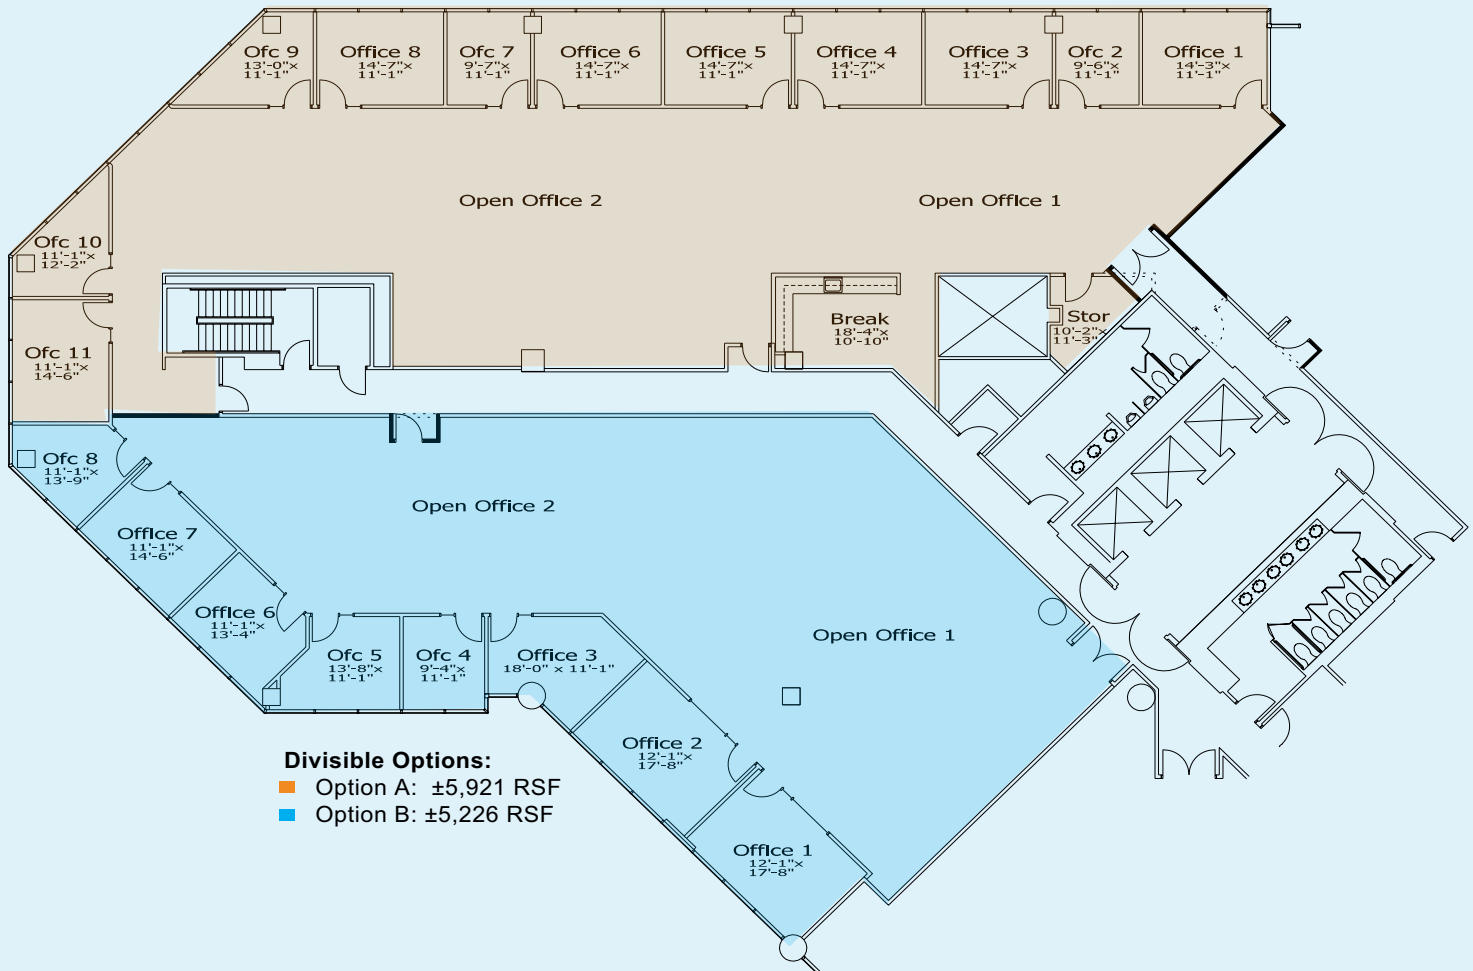 Ofc 9
13'-0"x
11'-1"
Office 8
14'-7"x
11'-1"
Ofc 7
9'-7"x
11'-1"
Office 6
14'-7"x
11'-1"
Office 5
14'-7"x
11'-1"
Office 4
14'-7"x
11'-1"
Office 3
14'-7"x
11'-1"
Ofc 2
9'-6"x
11'-1"
Office 1
14'-3"x
11'-1"
Open Office 2
Open Office 1
Ofc 10
11'-1"x
12'-2"
Ofc 11
11'-1"x
14'-6"
Break
18'-4"x
10'-10"
Stor
10'-2"x
11'-3"
Ofc 8
11'-1"x
13'-9"
Office 7
11'-1"x
14'-6"
Open Office 2
Office 6
11'-1"x
13'-4"
Ofc 5
13'-8"x
11'-1"
Ofc 4
9'-4"x
11'-1"
Office 3
18'-0" x 11'-1"
Open Office 1
Office 2
12'-1"x
17'-8"
Office 1
12'-1"x
17'-8"
Divisible Options:
Option A: ±5,921 RSF
Option B: ±5,226 RSF